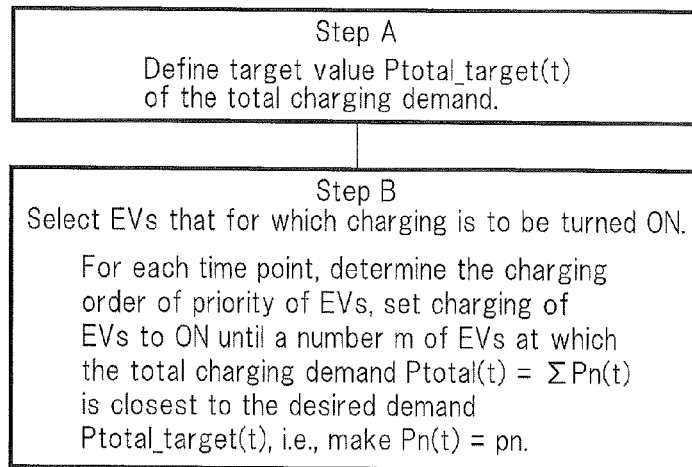 Step A
Define target value Ptotal_target(t)
of the total charging demand.
Step B
Select EVs that for which charging is to be turned ON.
For each time point, determine the charging
order of priority of EVs, set charging of
EVs to ON until a number m of EVs at which
the total charging demand Ptotal(t) = ΣPn(t)
is closest to the desired demand
Ptotal_target(t), i.e., make Pn(t) = pn.